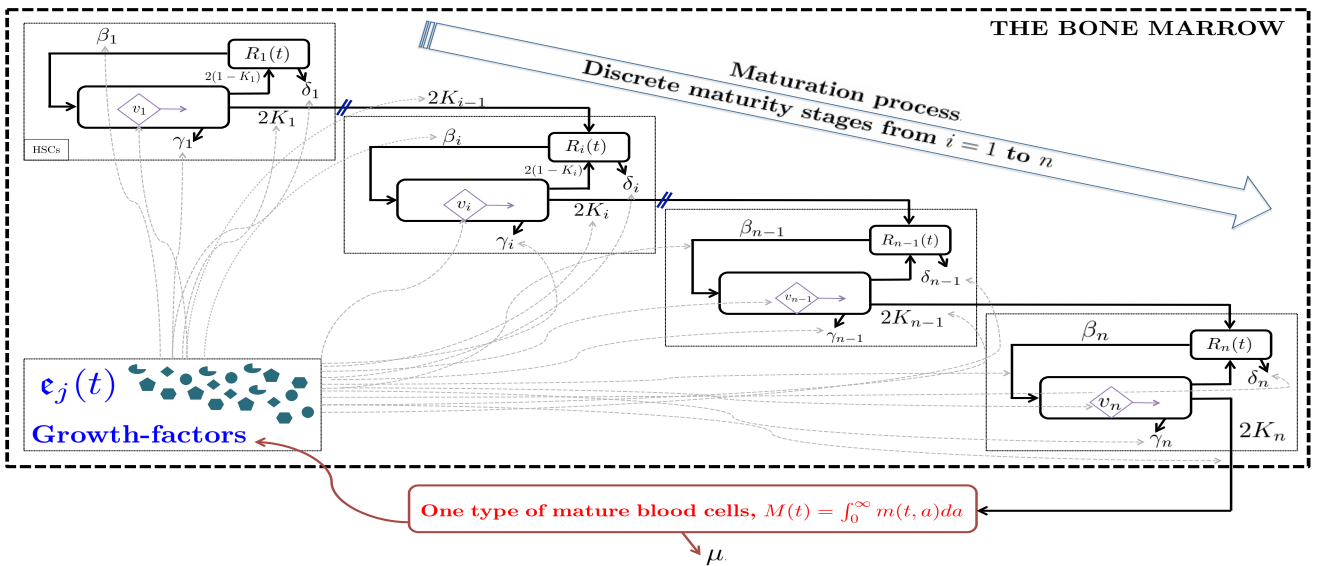 THE BONE MARROW
β₁
R₁(t)
2(1 − K₁)
δ₁
v₁
2K₁
γ₁
HSCs
Maturation process
Discrete maturity stages from i = 1 to n
2Kᵢ₋₁
βᵢ
Rᵢ(t)
2(1 − Kᵢ)
δᵢ
vᵢ
2Kᵢ
γᵢ
βₙ₋₁
Rₙ₋₁(t)
δₙ₋₁
vₙ₋₁
2Kₙ₋₁
γₙ₋₁
βₙ
Rₙ(t)
δₙ
vₙ
2Kₙ
γₙ
𝔢ⱼ(t)
Growth-factors
One type of mature blood cells, M(t) = ∫₀^∞ m(t, a)da
μ.